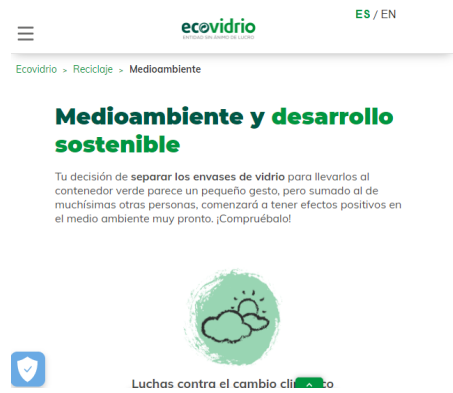 ES / EN
ecovidrio
ENTIDAD SIN ÁNIMO DE LUCRO
Ecovidrio > Reciclaje > Medioambiente
Medioambiente y desarrollo
sostenible
Tu decisión de separar los envases de vidrio para llevarlos al
contenedor verde parece un pequeño gesto, pero sumado al de
muchísimas otras personas, comenzará a tener efectos positivos en
el medio ambiente muy pronto. ¡Compruébalo!
Luchas contra el cambio